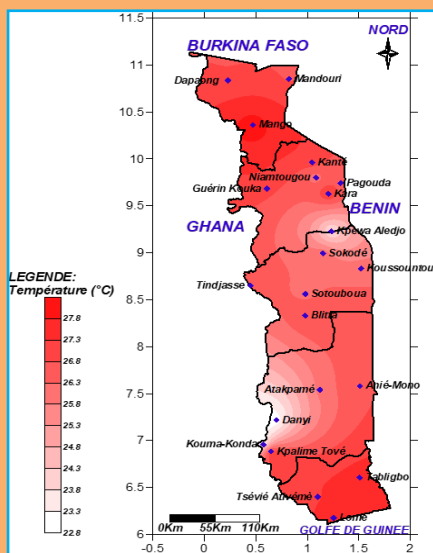 11.5
NORD
BURKINA FASO
11
Dapaong
Mandouri
10.5
Mango
10
Kanté
Niamtougou
Pagouda
Guérin Kouka
Kara
9.5
BENIN
GHANA
Kpewa Aledjo
9
Sokodé
LEGENDE:
Température (°C)
Koussountou
Tindjasse
8.5
Sotouboua
Blitta
27.8
27.3
8
26.8
26.3
25.8
7.5
Atakpamé
Anié-Mono
25.3
24.8
Danyi
24.3
7
Kouma-Konda
23.8
Kpalime Tové
23.3
22.8
6.5
Tabligbo
Tsévié Ativémè
0Km 55Km 110Km
Lomé
GOLFE DE GUINEE
6
-0.5 0 0.5 1 1.5 2